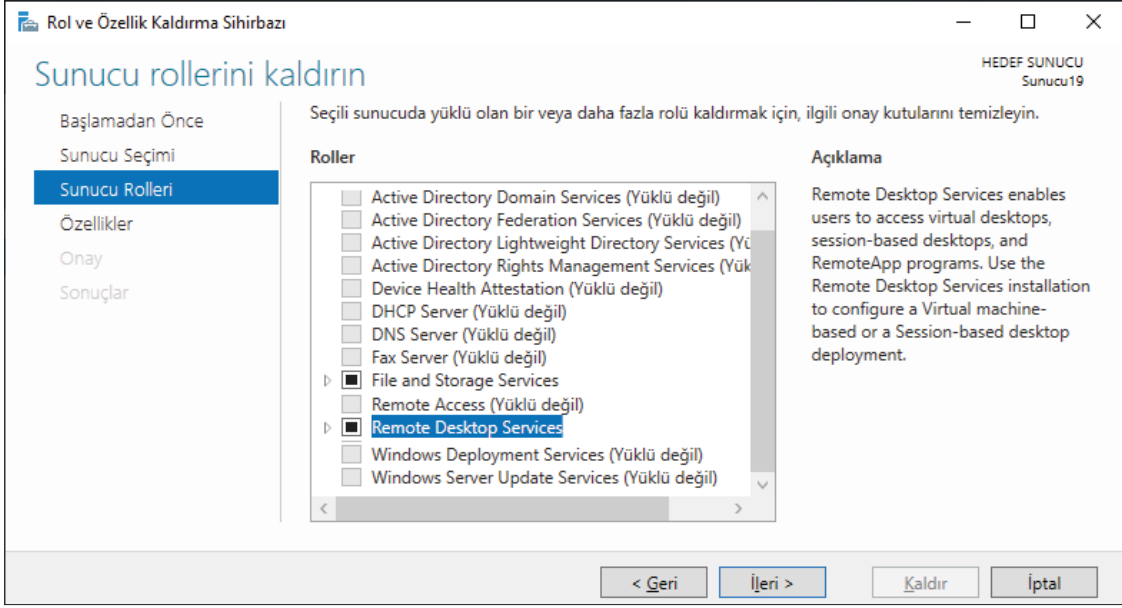 Rol ve Özellik Kaldırma Sihirbazı
Sunucu rollerini kaldırın
HEDEF SUNUCU
Sunucu19
Başlamadan Önce
Sunucu Seçimi
Sunucu Rolleri
Özellikler
Onay
Sonuçlar
Seçili sunucuda yüklü olan bir veya daha fazla rolü kaldırmak için, ilgili onay kutularını temizleyin.
Roller
Active Directory Domain Services (Yüklü değil)
Active Directory Federation Services (Yüklü değil)
Active Directory Lightweight Directory Services (Yü
Active Directory Rights Management Services (Yük
Device Health Attestation (Yüklü değil)
DHCP Server (Yüklü değil)
DNS Server (Yüklü değil)
Fax Server (Yüklü değil)
File and Storage Services
Remote Access (Yüklü değil)
Remote Desktop Services
Windows Deployment Services (Yüklü değil)
Windows Server Update Services (Yüklü değil)
Açıklama
Remote Desktop Services enables
users to access virtual desktops,
session-based desktops, and
RemoteApp programs. Use the
Remote Desktop Services installation
to configure a Virtual machine-
based or a Session-based desktop
deployment.
< Geri
İleri >
Kaldır
İptal